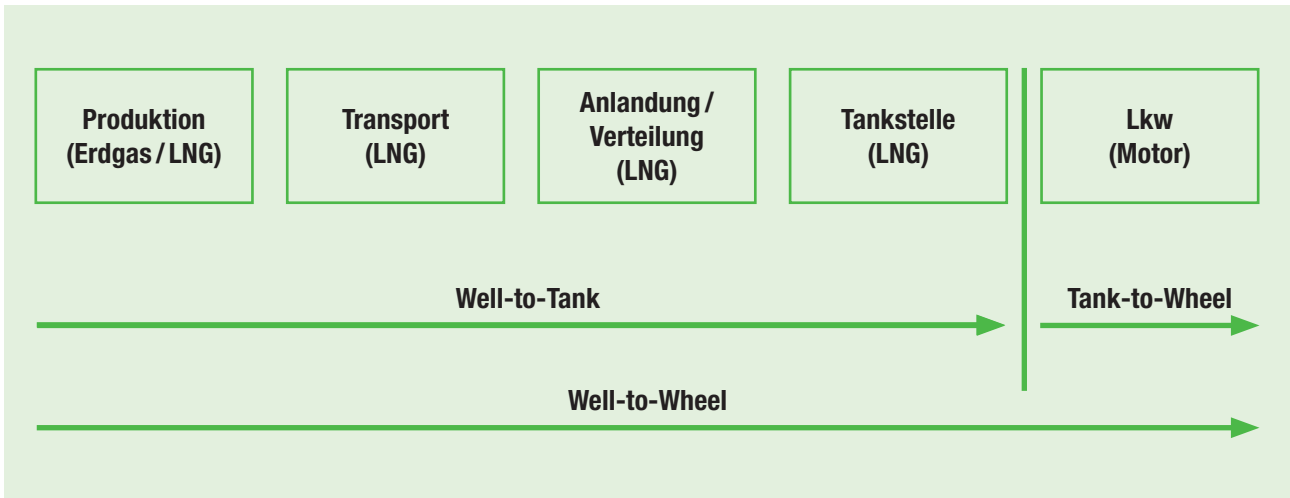 Produktion
(Erdgas / LNG)
Transport
(LNG)
Anlandung /
Verteilung
(LNG)
Tankstelle
(LNG)
Lkw
(Motor)
Well-to-Tank
Tank-to-Wheel
Well-to-Wheel